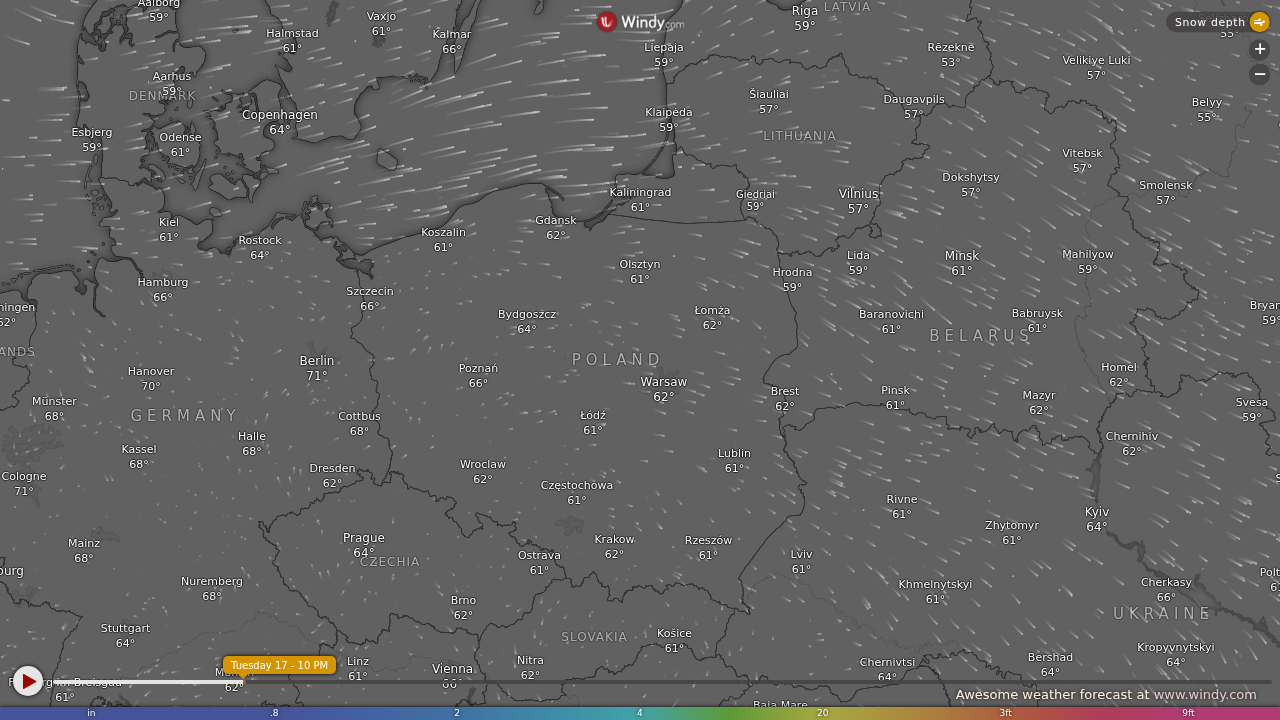 Aalborg
59°
Halmstad
61°
Vaxjo
61°
Kalmar
66°
Windy.com
Liepaja
59°
Riga
59°
LATVIA
Rēzekne
53°
Velikiye Luki
57°
Snow depth
55°
+
−
Aarhus
59°
DENMARK
Copenhagen
64°
Esbjerg
59°
Odense
61°
Klaipėda
59°
Šiauliai
57°
LITHUANIA
Daugavpils
57°
Belyy
55°
Vitebsk
57°
Dokshytsy
57°
Smolensk
57°
Kaliningrad
61°
Giedriai
59°
Vilnius
57°
Kiel
61°
Rostock
64°
Koszalin
61°
Gdansk
62°
Olsztyn
61°
Hrodna
59°
Lida
59°
Minsk
61°
Mahilyow
59°
Hamburg
66°
Szczecin
66°
Bydgoszcz
64°
Łomża
62°
Baranovichi
61°
Babruysk
61°
BELARUS
Bryan
59°
ningen
62°
ANDS
Hanover
70°
Berlin
71°
Poznań
66°
POLAND
Warsaw
62°
Brest
62°
Pinsk
61°
Mazyr
62°
Homel
62°
Svesa
59°
Münster
68°
GERMANY
Cottbus
68°
Łódź
61°
Kassel
68°
Halle
68°
Dresden
62°
Wroclaw
62°
Częstochowa
61°
Lublin
61°
Chernihiv
62°
Cologne
71°
Rivne
61°
Zhytomyr
61°
Kyiv
64°
Mainz
68°
Prague
64°
CZECHIA
Ostrava
61°
Krakow
62°
Rzeszów
61°
Lviv
61°
Khmelnytskyi
61°
Cherkasy
66°
Polt
UKRAINE
burg
Nuremberg
68°
Brno
62°
Stuttgart
64°
SLOVAKIA
Košice
61°
Kropyvnytskyi
64°
Tuesday 17 - 10 PM
Linz
61°
Vienna
66°
Nitra
62°
Chernivtsi
64°
Bershad
64°
62°
61°
Baia Mare
Awesome weather forecast at www.windy.com
in .8 2 4 20 3ft 9ft